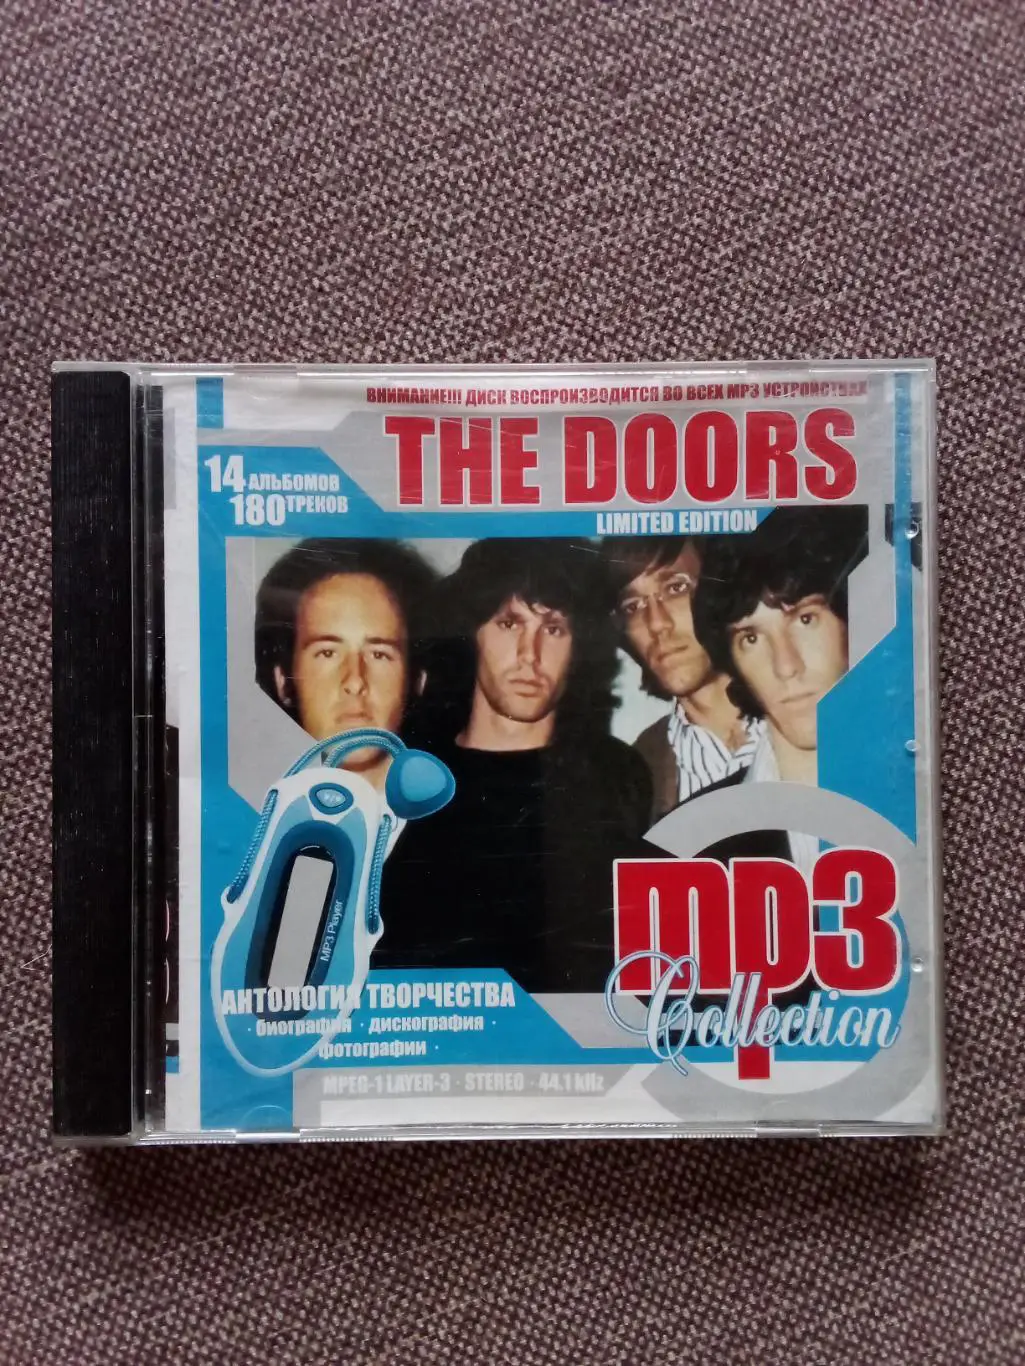 ВНИМАНИЕ!!! ДИСК ВОСПРОИЗВОДИТСЯ ВО ВСЕХ MP3 УСТРОЙСТВАХ
THE DOORS
LIMITED EDITION
14 АЛЬБОМОВ
180 ТРЕКОВ
MP3 Player
mp3
Collection
АНТОЛОГИЯ ТВОРЧЕСТВА
· биография · дискография ·
фотографии ·
MPEG-1 LAYER-3 · STEREO · 44.1 kHz